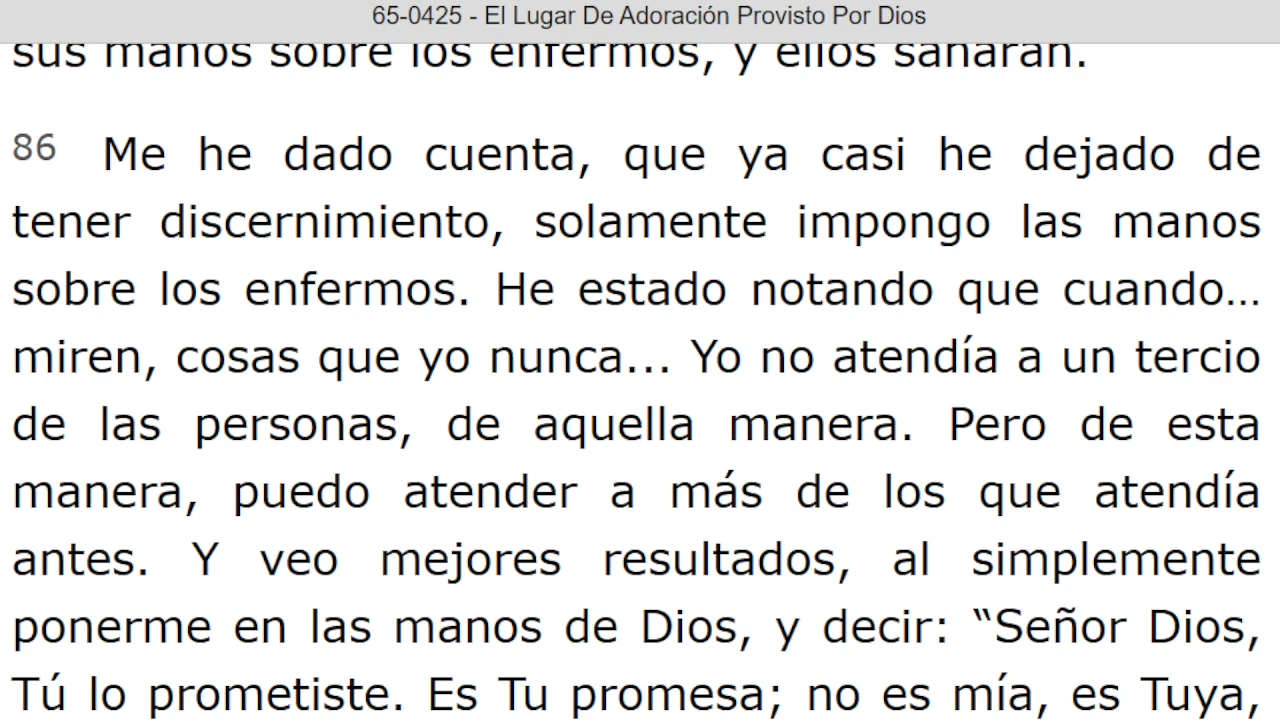 65-0425 - El Lugar De Adoración Provisto Por Dios
sus manos sobre los enfermos, y ellos sanarán.
86 Me he dado cuenta, que ya casi he dejado de
tener discernimiento, solamente impongo las manos
sobre los enfermos. He estado notando que cuando…
miren, cosas que yo nunca… Yo no atendía a un tercio
de las personas, de aquella manera. Pero de esta
manera, puedo atender a más de los que atendía
antes. Y veo mejores resultados, al simplemente
ponerme en las manos de Dios, y decir: “Señor Dios,
Tú lo prometiste. Es Tu promesa; no es mía, es Tuya,